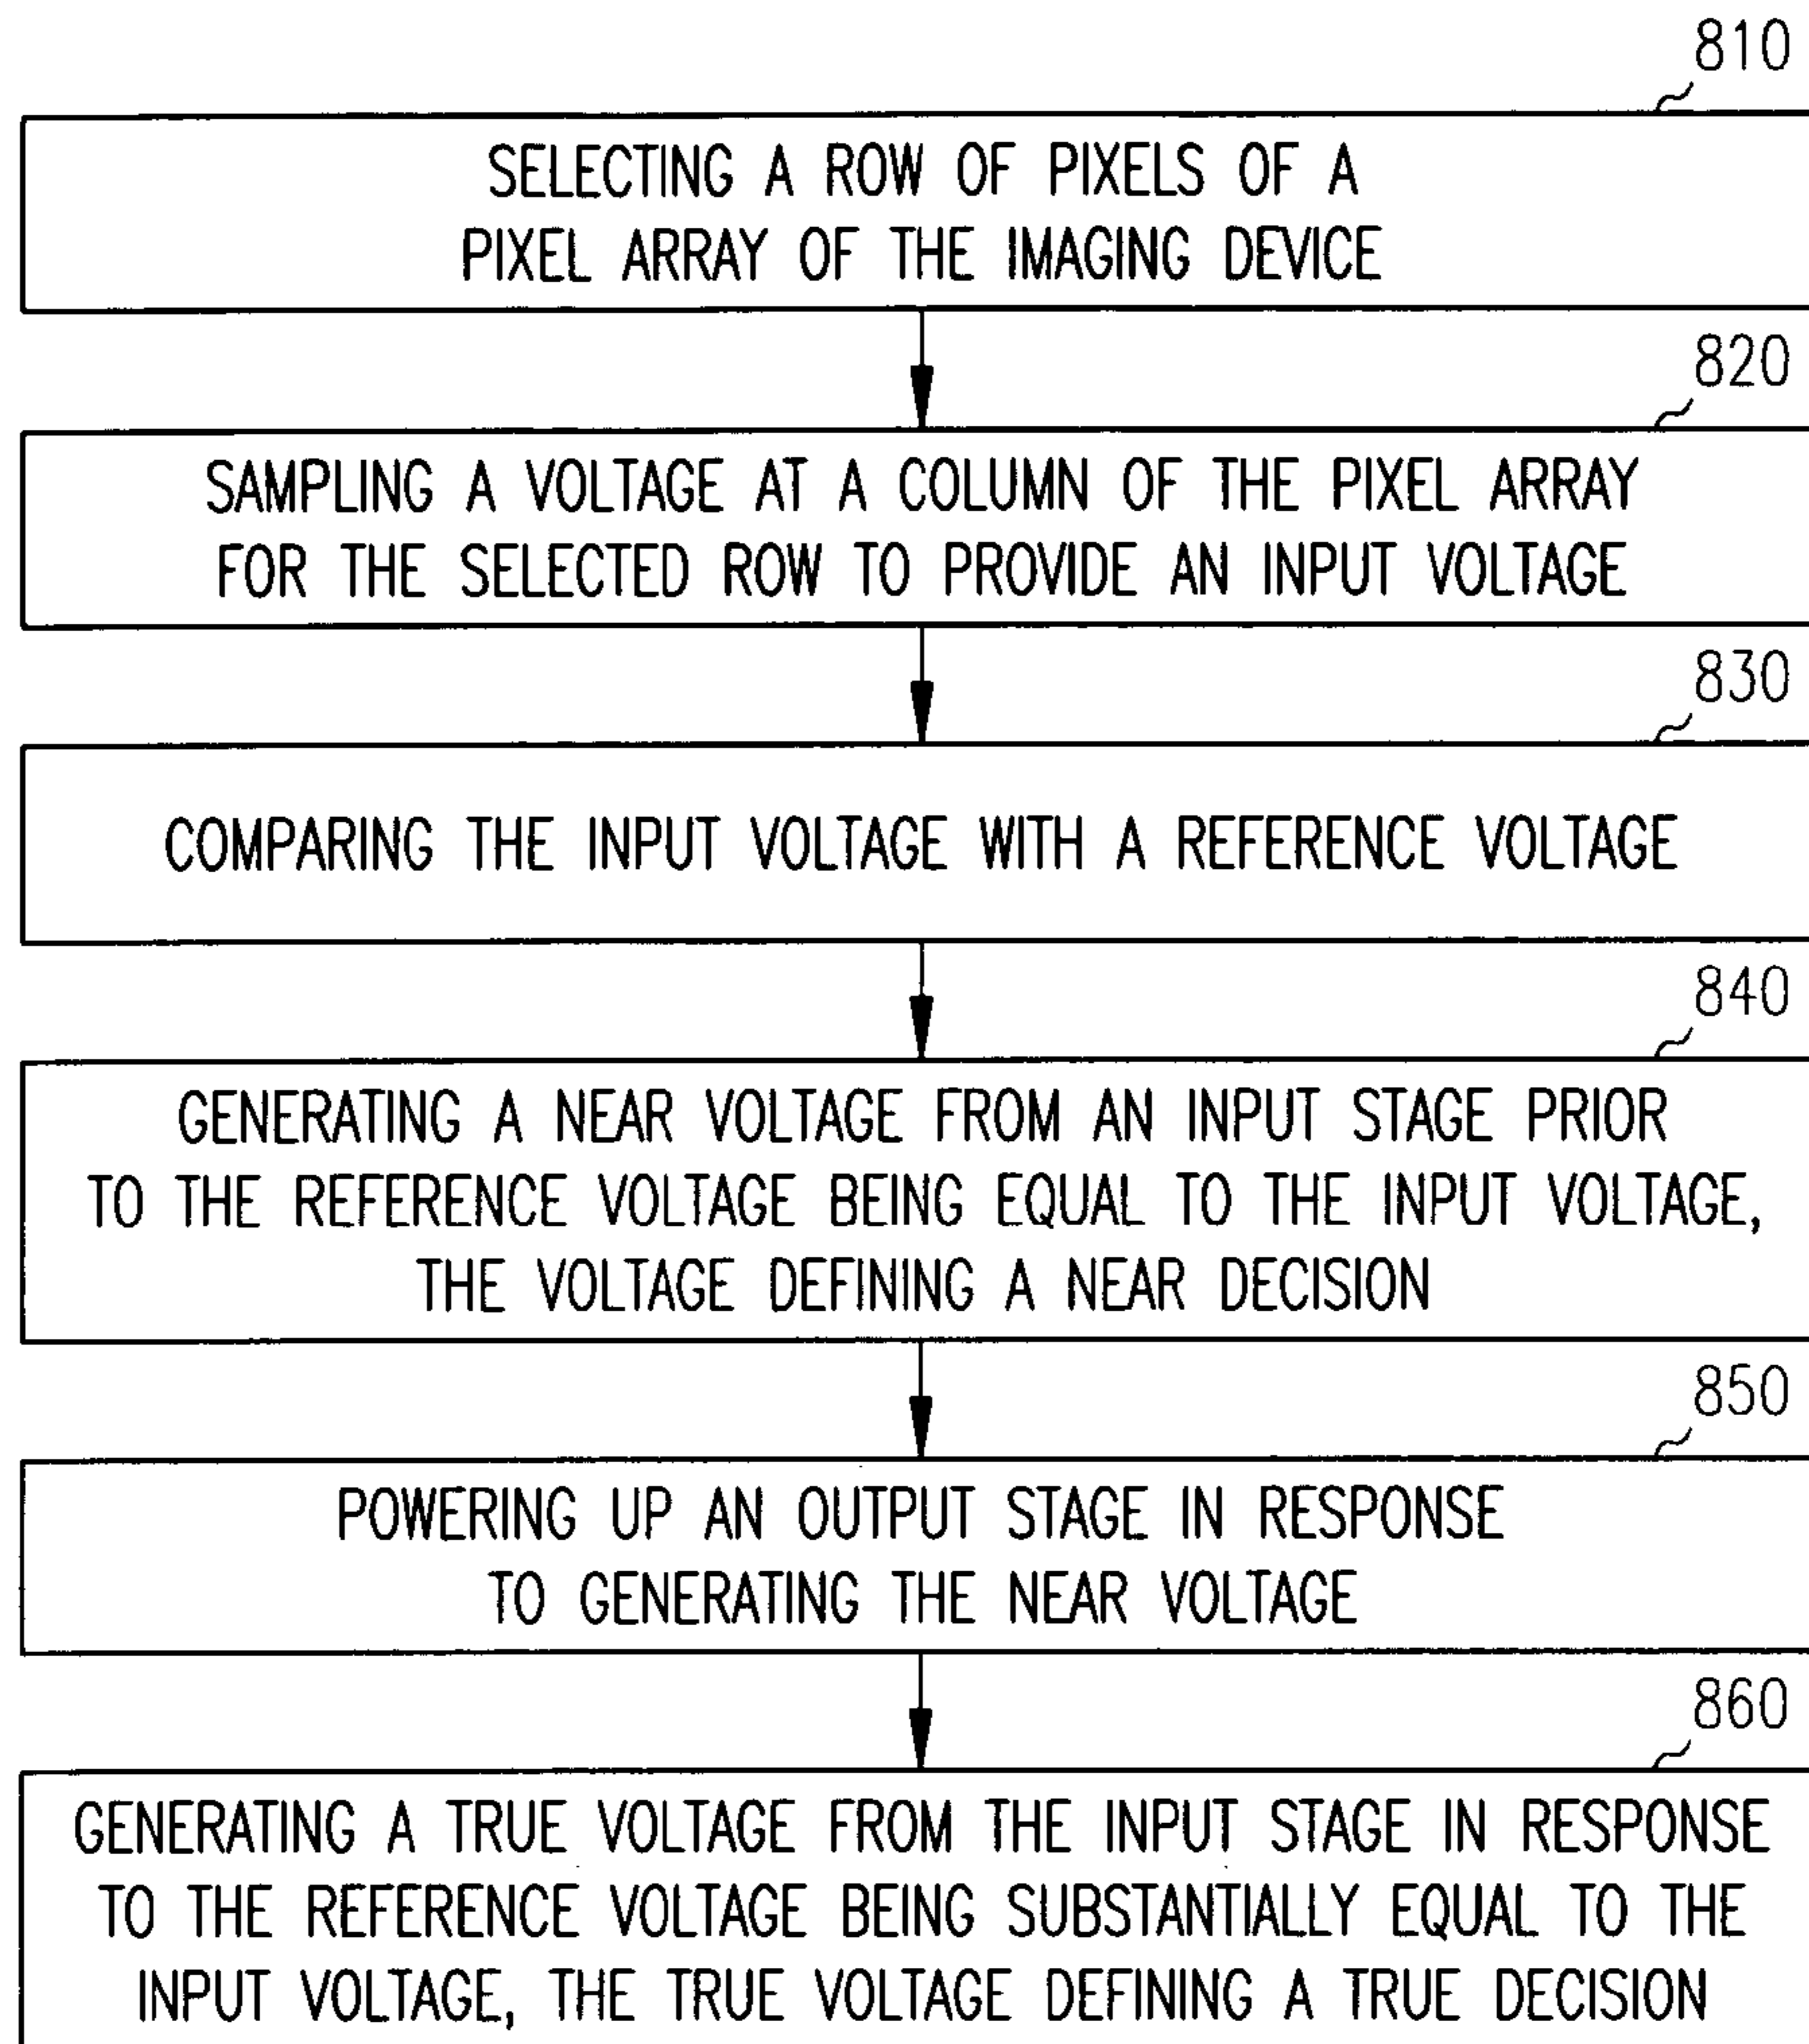 810
SELECTING A ROW OF PIXELS OF A
PIXEL ARRAY OF THE IMAGING DEVICE
820
SAMPLING A VOLTAGE AT A COLUMN OF THE PIXEL ARRAY
FOR THE SELECTED ROW TO PROVIDE AN INPUT VOLTAGE
830
COMPARING THE INPUT VOLTAGE WITH A REFERENCE VOLTAGE
840
GENERATING A NEAR VOLTAGE FROM AN INPUT STAGE PRIOR
TO THE REFERENCE VOLTAGE BEING EQUAL TO THE INPUT VOLTAGE,
THE VOLTAGE DEFINING A NEAR DECISION
850
POWERING UP AN OUTPUT STAGE IN RESPONSE
TO GENERATING THE NEAR VOLTAGE
860
GENERATING A TRUE VOLTAGE FROM THE INPUT STAGE IN RESPONSE
TO THE REFERENCE VOLTAGE BEING SUBSTANTIALLY EQUAL TO THE
INPUT VOLTAGE, THE TRUE VOLTAGE DEFINING A TRUE DECISION